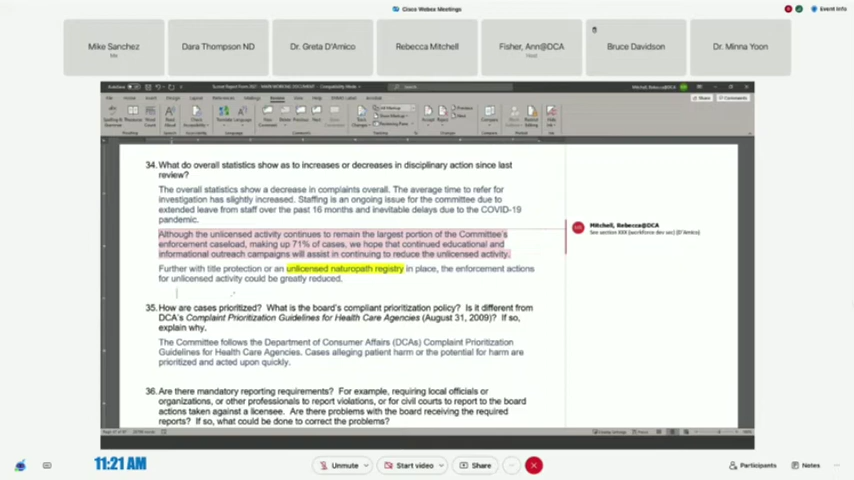 Cisco Webex Meetings
Event Info
Mike Sanchez
Me
Dara Thompson ND
Dr. Greta D'Amico
Rebecca Mitchell
Fisher, Ann@DCA
Host
Bruce Davidson
Dr. Minna Yoon
Search
Share
Comments
34. What do overall statistics show as to increases or decreases in disciplinary action since last
review?
The overall statistics show a decrease in complaints overall. The average time to refer for
investigation has slightly increased. Staffing is an ongoing issue for the committee due to
extended leave from staff over the past 16 months and inevitable delays due to the COVID-19
pandemic.
Although the unlicensed activity continues to remain the largest portion of the Committee's
enforcement caseload, making up 71% of cases, we hope that continued educational and
informational outreach campaigns will assist in continuing to reduce the unlicensed activity.
Mitchell, Rebecca@DCA
See section XIII (workforce dev sec) (D'Amico)
Further with title protection or an unlicensed naturopath registry in place, the enforcement actions
for unlicensed activity could be greatly reduced.
35. How are cases prioritized? What is the board's compliant prioritization policy? Is it different from
DCA's Complaint Prioritization Guidelines for Health Care Agencies (August 31, 2009)? If so,
explain why.
The Committee follows the Department of Consumer Affairs (DCAs) Complaint Prioritization
Guidelines for Health Care Agencies. Cases alleging patient harm or the potential for harm are
prioritized and acted upon quickly.
36. Are there mandatory reporting requirements? For example, requiring local officials or
organizations, or other professionals to report violations, or for civil courts to report to the board
actions taken against a licensee. Are there problems with the board receiving the required
reports? If so, what could be done to correct the problems?
11:21 AM
Unmute
Start video
Share
Participants
Notes